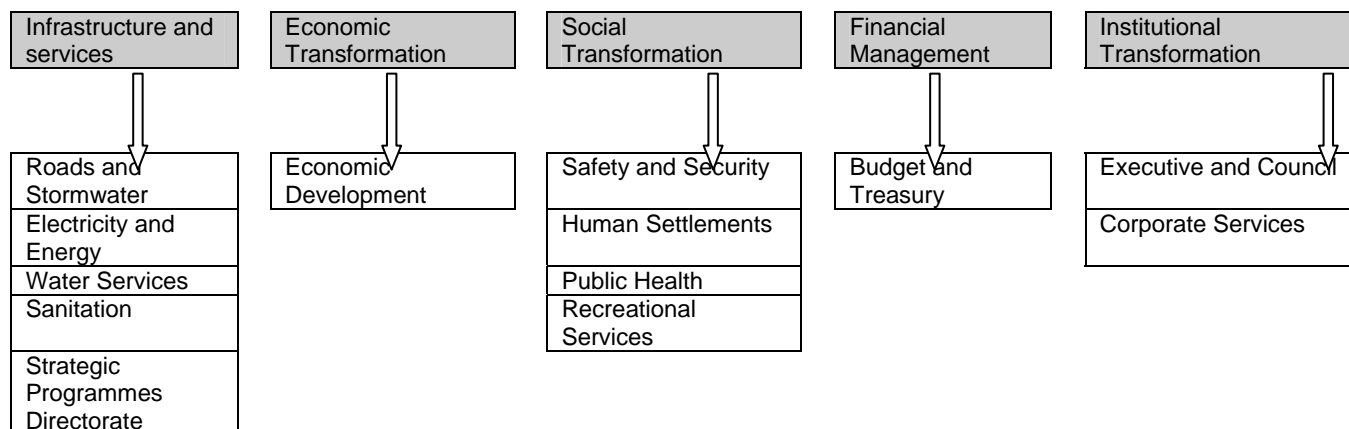 Infrastructure and
services
Economic
Transformation
Social
Transformation
Financial
Management
Institutional
Transformation
Roads and
Stormwater
Electricity and
Energy
Water Services
Sanitation
Strategic
Programmes
Directorate
Economic
Development
Safety and Security
Human Settlements
Public Health
Recreational
Services
Budget and
Treasury
Executive and Council
Corporate Services